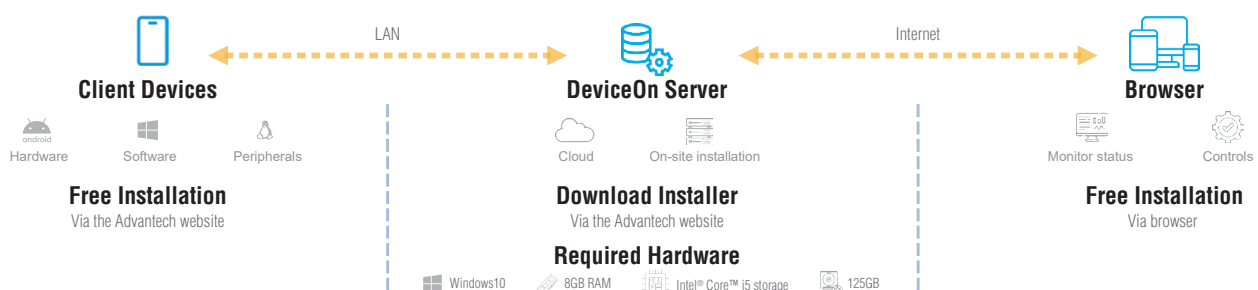 LAN
Internet
Client Devices
DeviceOn Server
Browser
android
Hardware
Software
Peripherals
Cloud
On-site installation
Monitor status
Controls
Free Installation
Via the Advantech website
Download Installer
Via the Advantech website
Free Installation
Via browser
Required Hardware
Windows10
8GB RAM
Intel® Core™ i5 storage
125GB